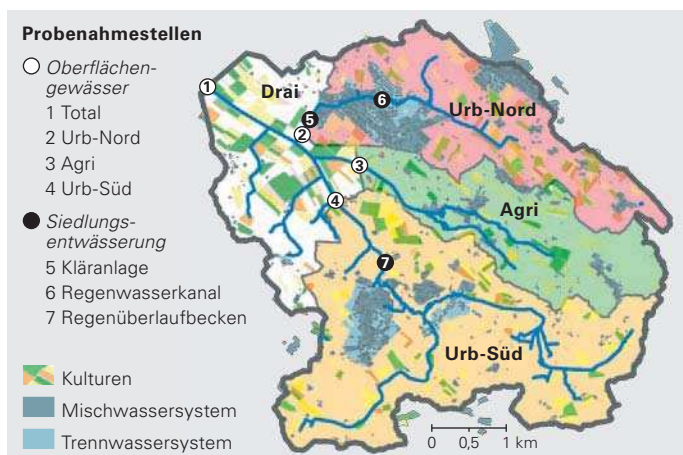 Probenahmestellen
Oberflächen-
gewässer
1 Total
2 Urb-Nord
3 Agri
4 Urb-Süd
Siedlungs-
entwässerung
5 Kläranlage
6 Regenwasserkanal
7 Regenüberlaufbecken
Kulturen
Mischwassersystem
Trennwassersystem
1
Drai
6
5
Urb-Nord
2
3
4
Agri
7
Urb-Süd
0 0,5 1 km